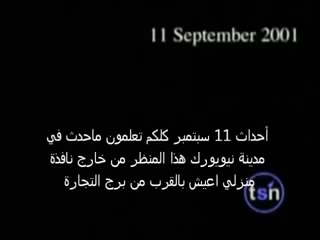 11 September 2001
أحداث 11 سبتمبر كلكم تعلمون ماحدث في
مدينة نيويورك هذا المنظر من خارج نافذة
منزلي اعيش بالقرب من برج التجارة
tsn